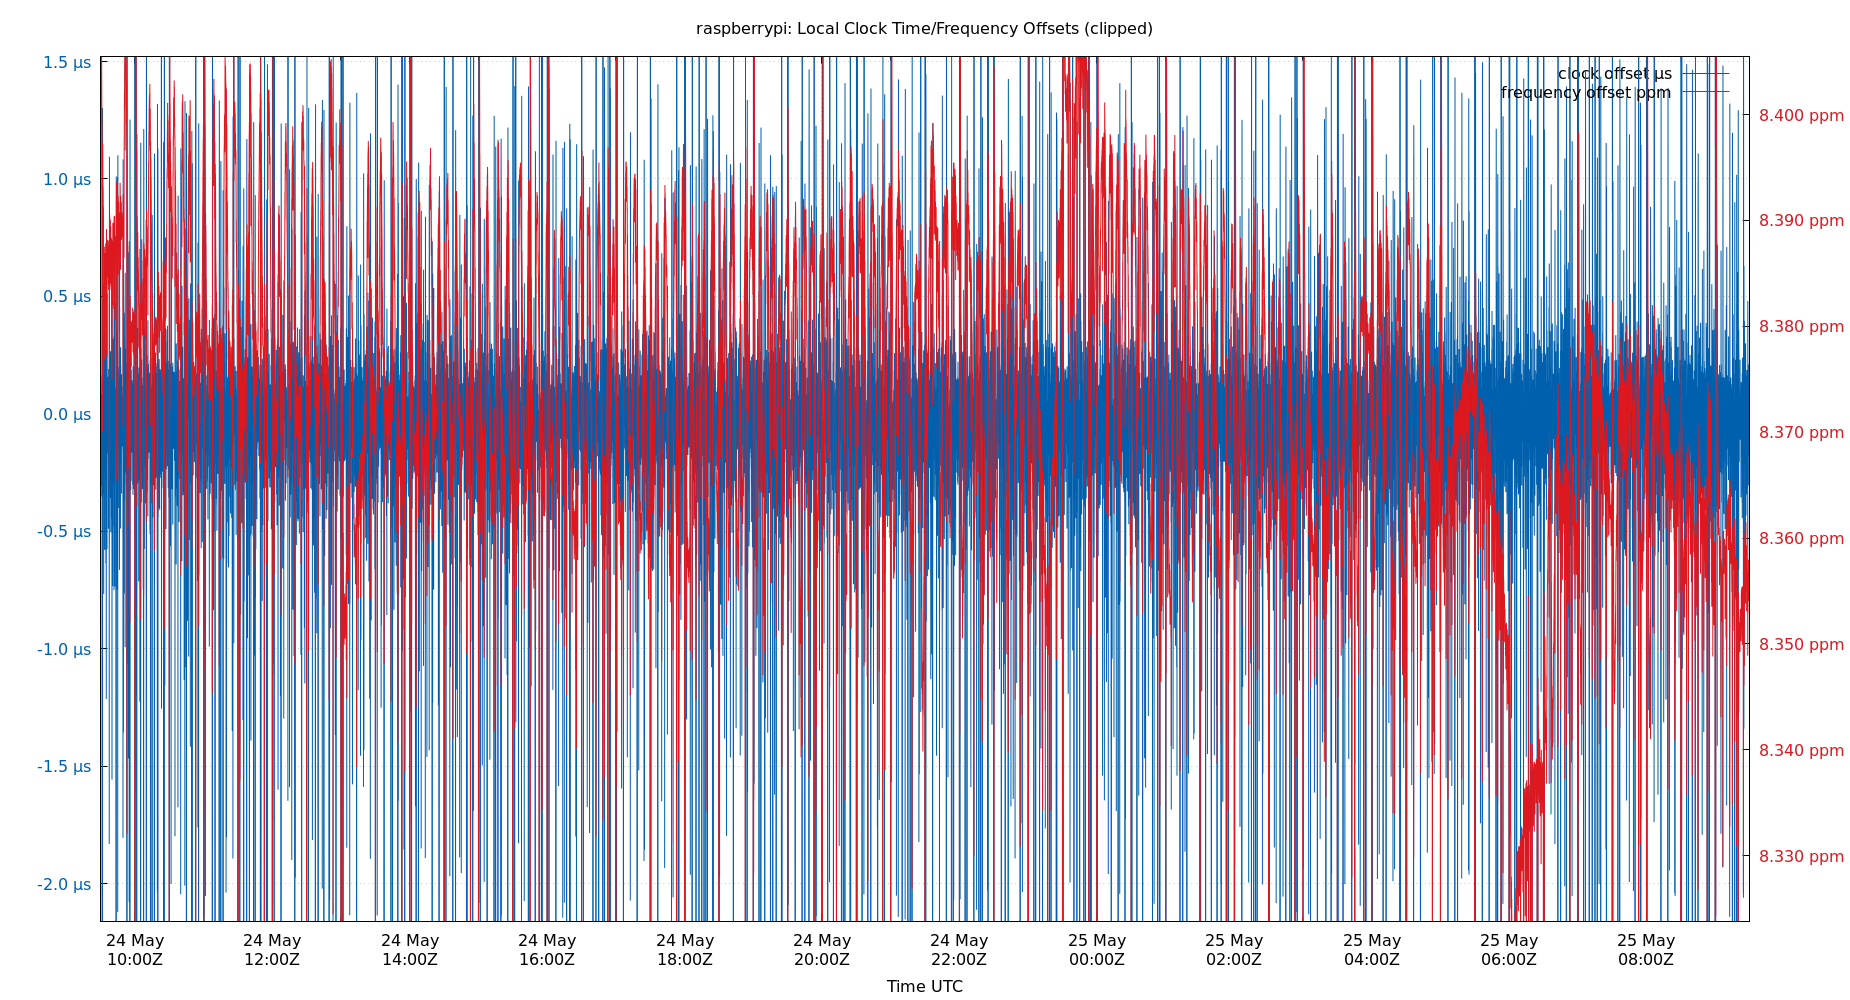 raspberrypi: Local Clock Time/Frequency Offsets (clipped)
clock offset µs
frequency offset ppm
1.5 µs
1.0 µs
0.5 µs
0.0 µs
-0.5 µs
-1.0 µs
-1.5 µs
-2.0 µs
8.400 ppm
8.390 ppm
8.380 ppm
8.370 ppm
8.360 ppm
8.350 ppm
8.340 ppm
8.330 ppm
24 May 24 May 24 May 24 May 24 May 24 May 24 May 25 May 25 May 25 May 25 May 25 May
10:00Z 12:00Z 14:00Z 16:00Z 18:00Z 20:00Z 22:00Z 00:00Z 02:00Z 04:00Z 06:00Z 08:00Z
Time UTC